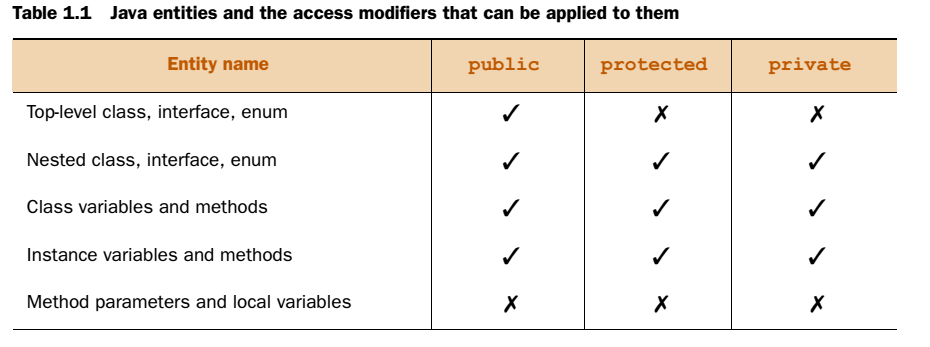 Table 1.1 Java entities and the access modifiers that can be applied to them
Entity name public protected private
Top-level class, interface, enum ✓ ✗ ✗
Nested class, interface, enum ✓ ✓ ✓
Class variables and methods ✓ ✓ ✓
Instance variables and methods ✓ ✓ ✓
Method parameters and local variables ✗ ✗ ✗